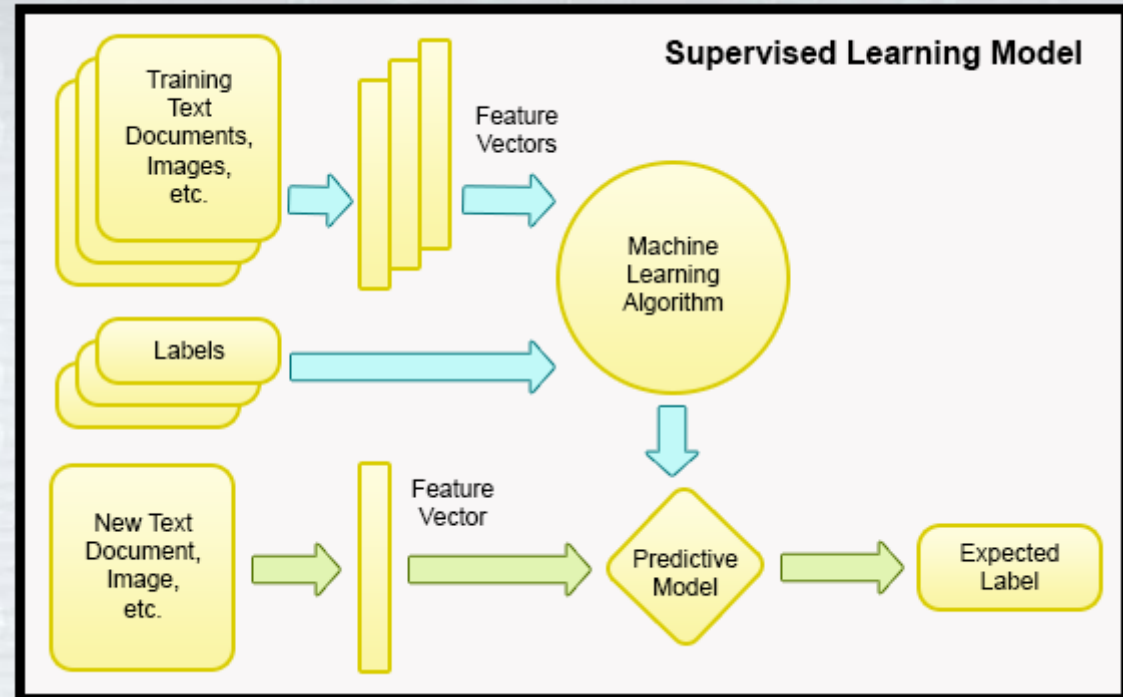 Supervised Learning Model
Training
Text
Documents,
Images,
etc.
Feature
Vectors
Machine
Learning
Algorithm
Labels
New Text
Document,
Image,
etc.
Feature
Vector
Predictive
Model
Expected
Label